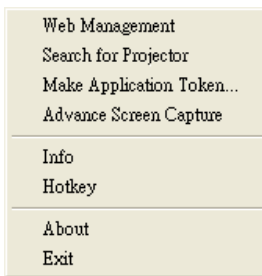 Web Management
Search for Projector
Make Application Token...
Advance Screen Capture
Info
Hotkey
About
Exit